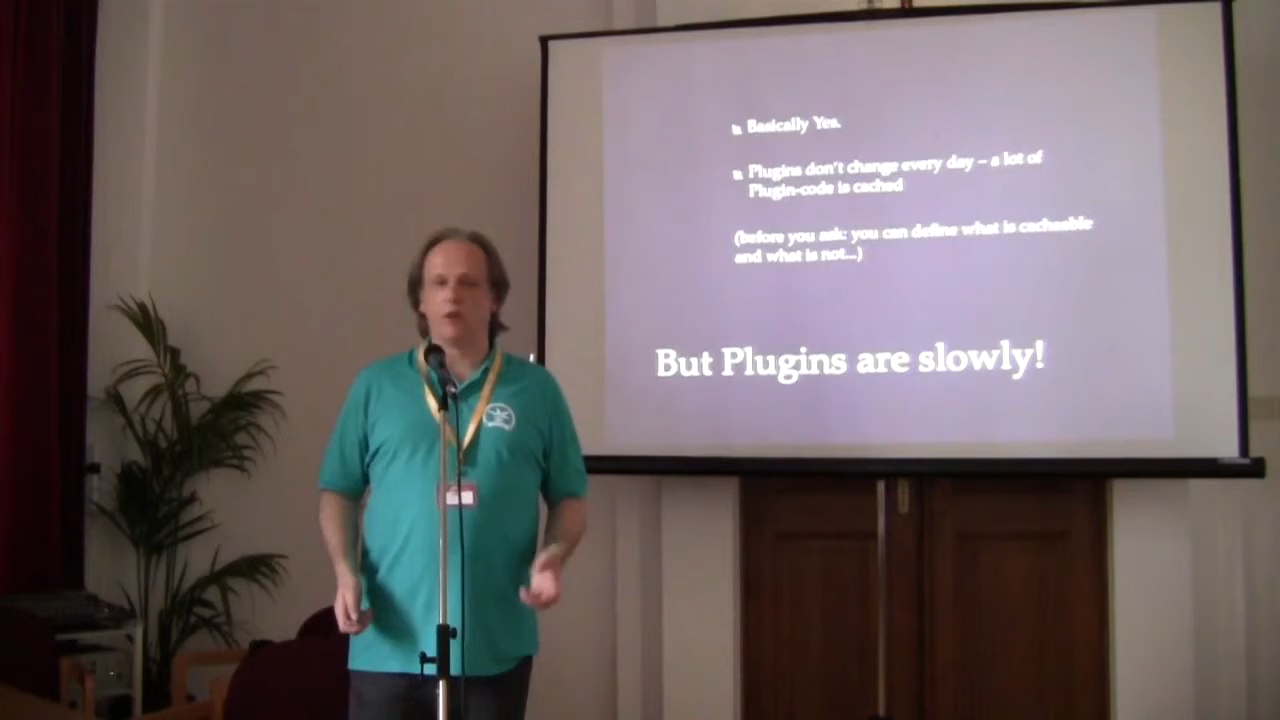 Basically Yes.
Plugins don't change every day – a lot of
Plugin-code is cached
(before you ask: you can define what is cacheable
and what is not...)
But Plugins are slowly!